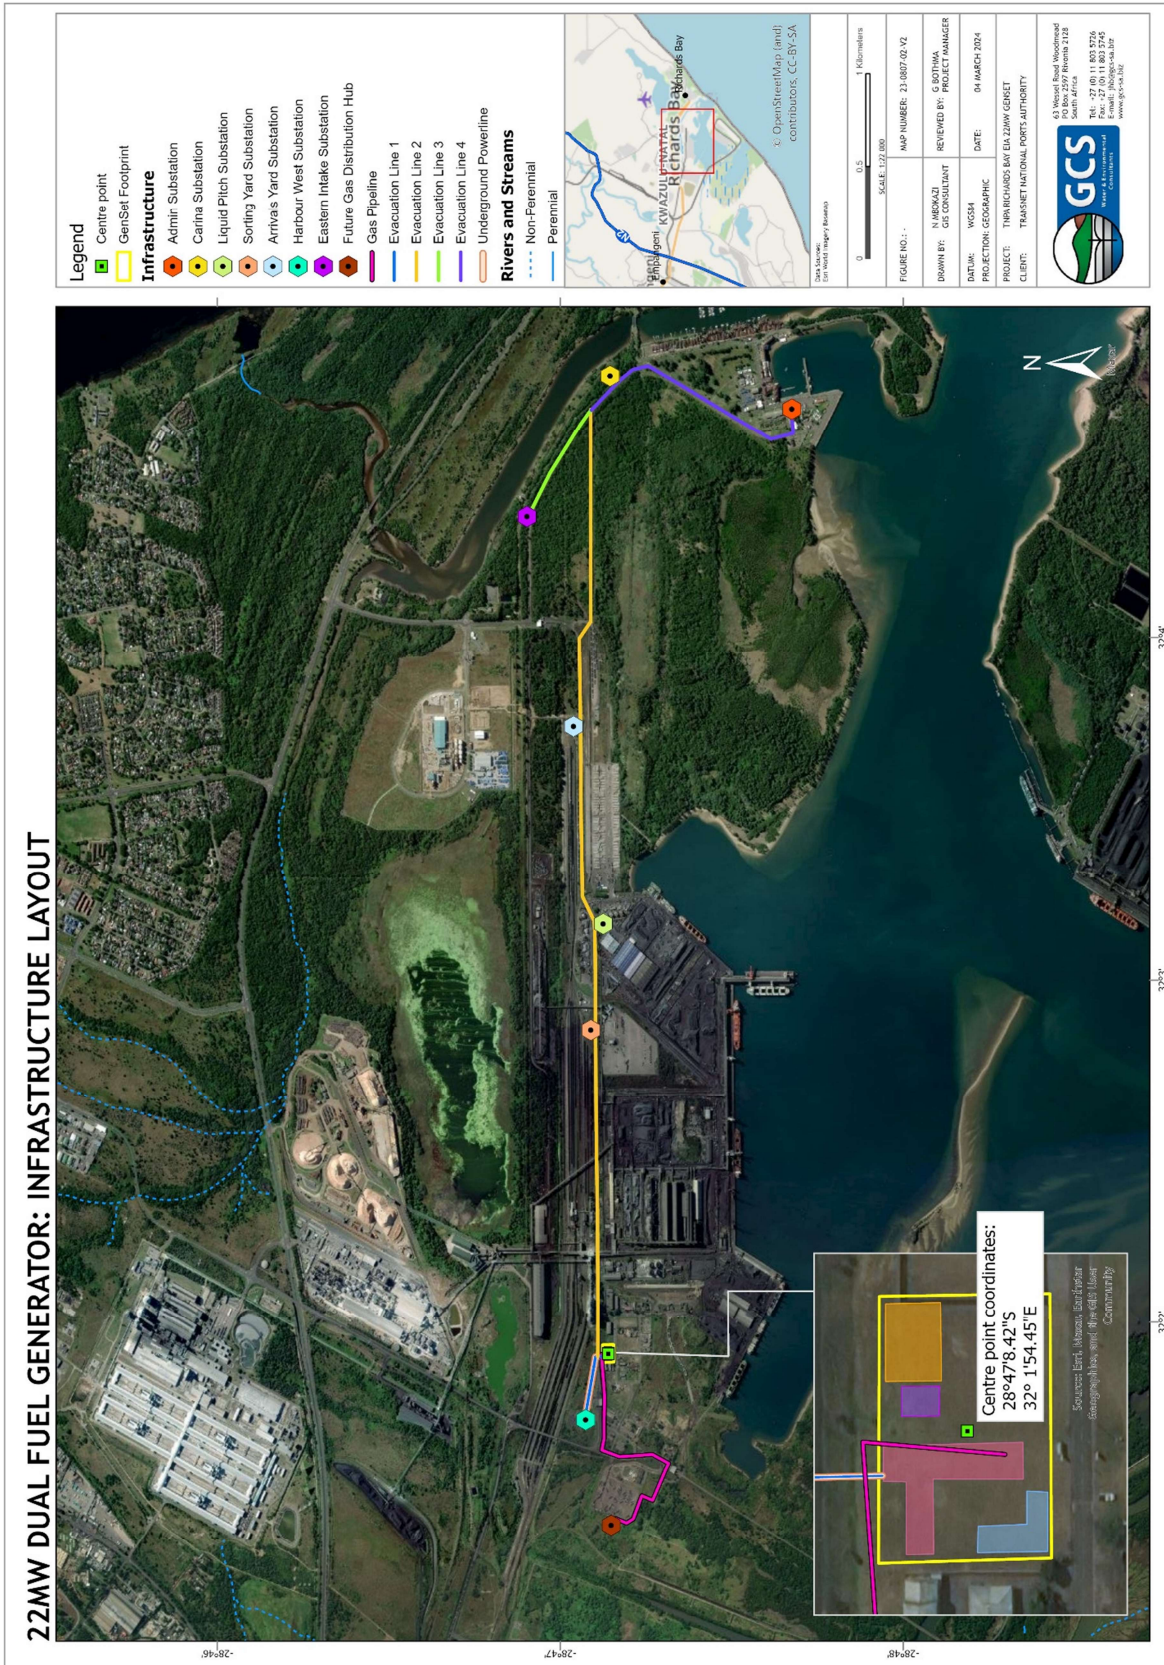 22MW DUAL FUEL GENERATOR: INFRASTRUCTURE LAYOUT
-28°46'
-28°47'
-28°48'
32°2'
32°3'
32°4'
N
Maxar
Centre point coordinates:
28°47'8.42"S
32° 1'54.45"E
Source: Esri, Maxar, Earthstar
Geographics, and the GIS User
Community
Legend
Centre point
GenSet Footprint
Infrastructure
Admin Substation
Carina Substation
Liquid Pitch Substation
Sorting Yard Substation
Arrivals Yard Substation
Harbour West Substation
Eastern Intake Substation
Future Gas Distribution Hub
Gas Pipeline
Evacuation Line 1
Evacuation Line 2
Evacuation Line 3
Evacuation Line 4
Underground Powerline
Rivers and Streams
Non-Perennial
Perennial
N2
Empangeni
KWAZULU-NATAL
Richards Bay
Richards Bay
© OpenStreetMap (and)
contributors, CC-BY-SA
Data Sources:
Esri World Imagery Basemap
0 0,5 1 Kilometers
SCALE: 1:22 000
FIGURE NO.: -
MAP NUMBER: 23-0807-02-V2
DRAWN BY: N MBOKAZI
GIS CONSULTANT
REVIEWED BY: G BOTHMA
PROJECT MANAGER
DATUM: WGS84
PROJECTION: GEOGRAPHIC
DATE: 04 MARCH 2024
PROJECT: TNPA RICHARDS BAY EIA 22MW GENSET
CLIENT: TRANSNET NATIONAL PORTS AUTHORITY
GCS
Water & Environmental
Consultants
63 Wessel Road Woodmead
PO Box 2597 Rivonia 2128
South Africa
Tel: +27 (0) 11 803 5726
Fax: +27 (0) 11 803 5745
E-mail: jhb@gcs-sa.biz
www.gcs-sa.biz